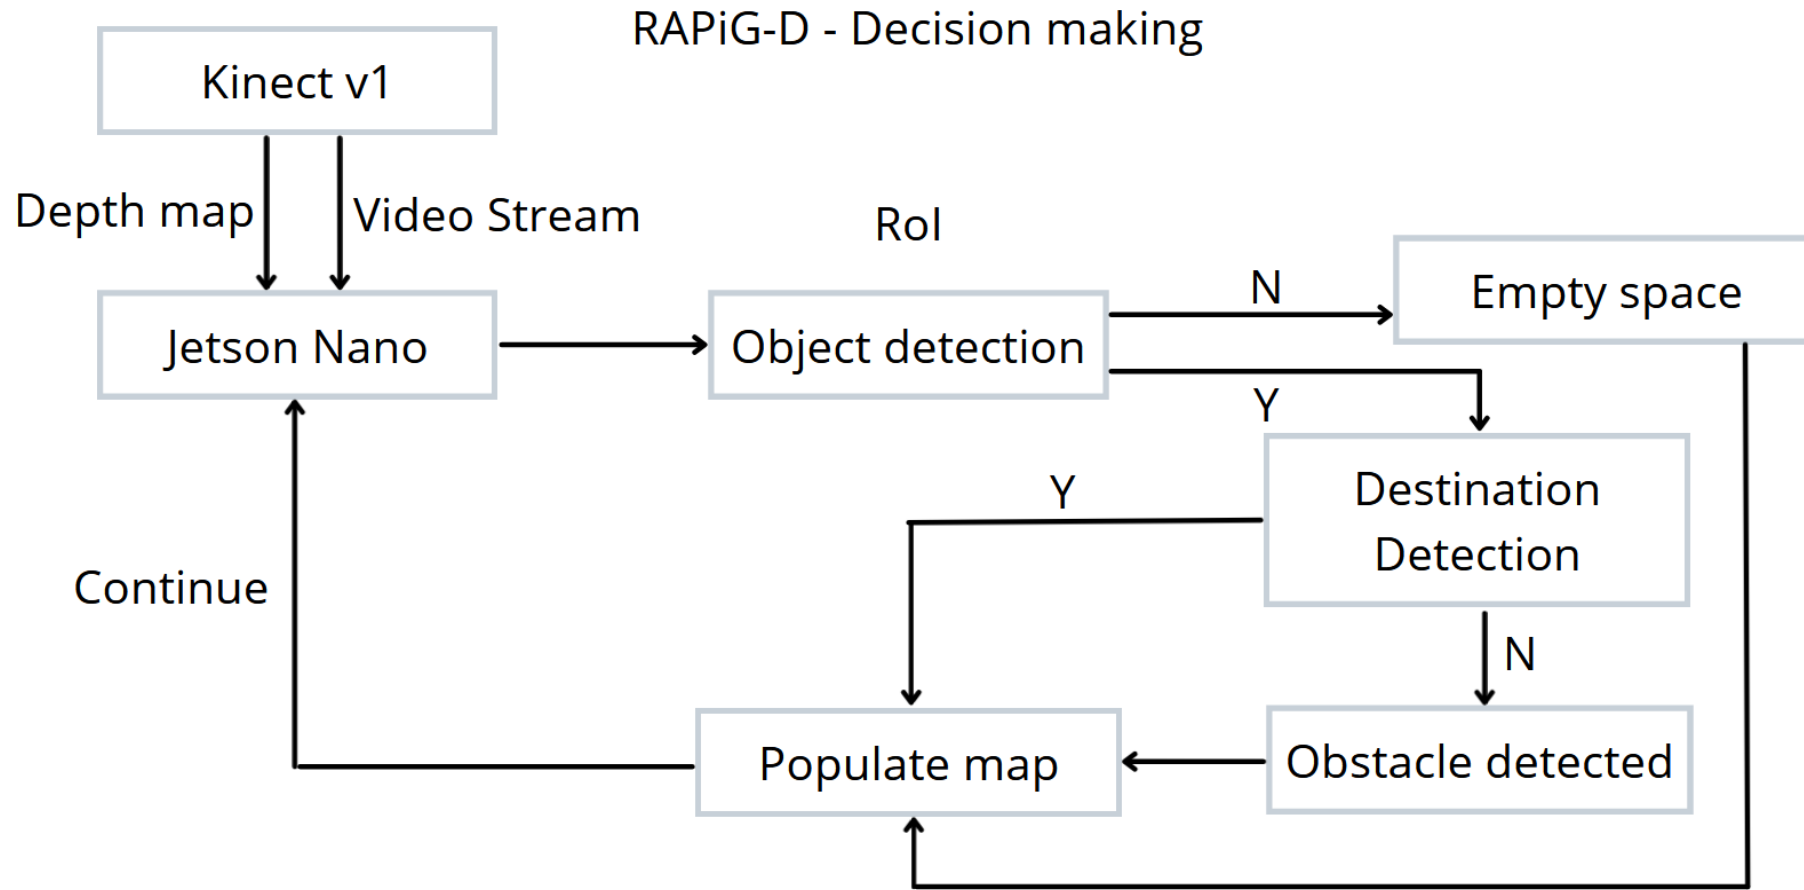 RAPiG-D - Decision making
Kinect v1
Depth map
Video Stream
RoI
Jetson Nano
Object detection
N
Empty space
Y
Destination
Detection
Y
Continue
N
Populate map
Obstacle detected